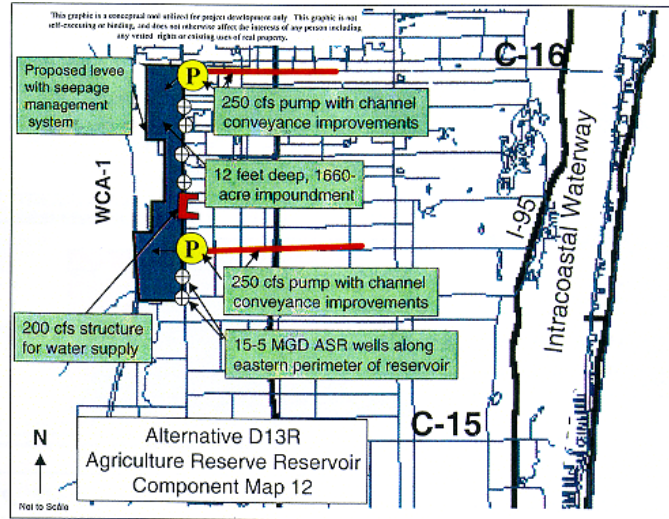 This graphic is a conceptual tool utilized for project development only This graphic is not
self-executing or binding, and does not otherwise affect the interests of any person including
any vested rights or existing uses of real property.
C-16
Proposed levee
with seepage
management
system
P
250 cfs pump with channel
conveyance improvements
WCA-1
12 feet deep, 1660-
acre impoundment
I-95
Intracoastal Waterway
P
250 cfs pump with channel
conveyance improvements
200 cfs structure
for water supply
15-5 MGD ASR wells along
eastern perimeter of reservoir
C-15
N
Not to Scale
Alternative D13R
Agriculture Reserve Reservoir
Component Map 12